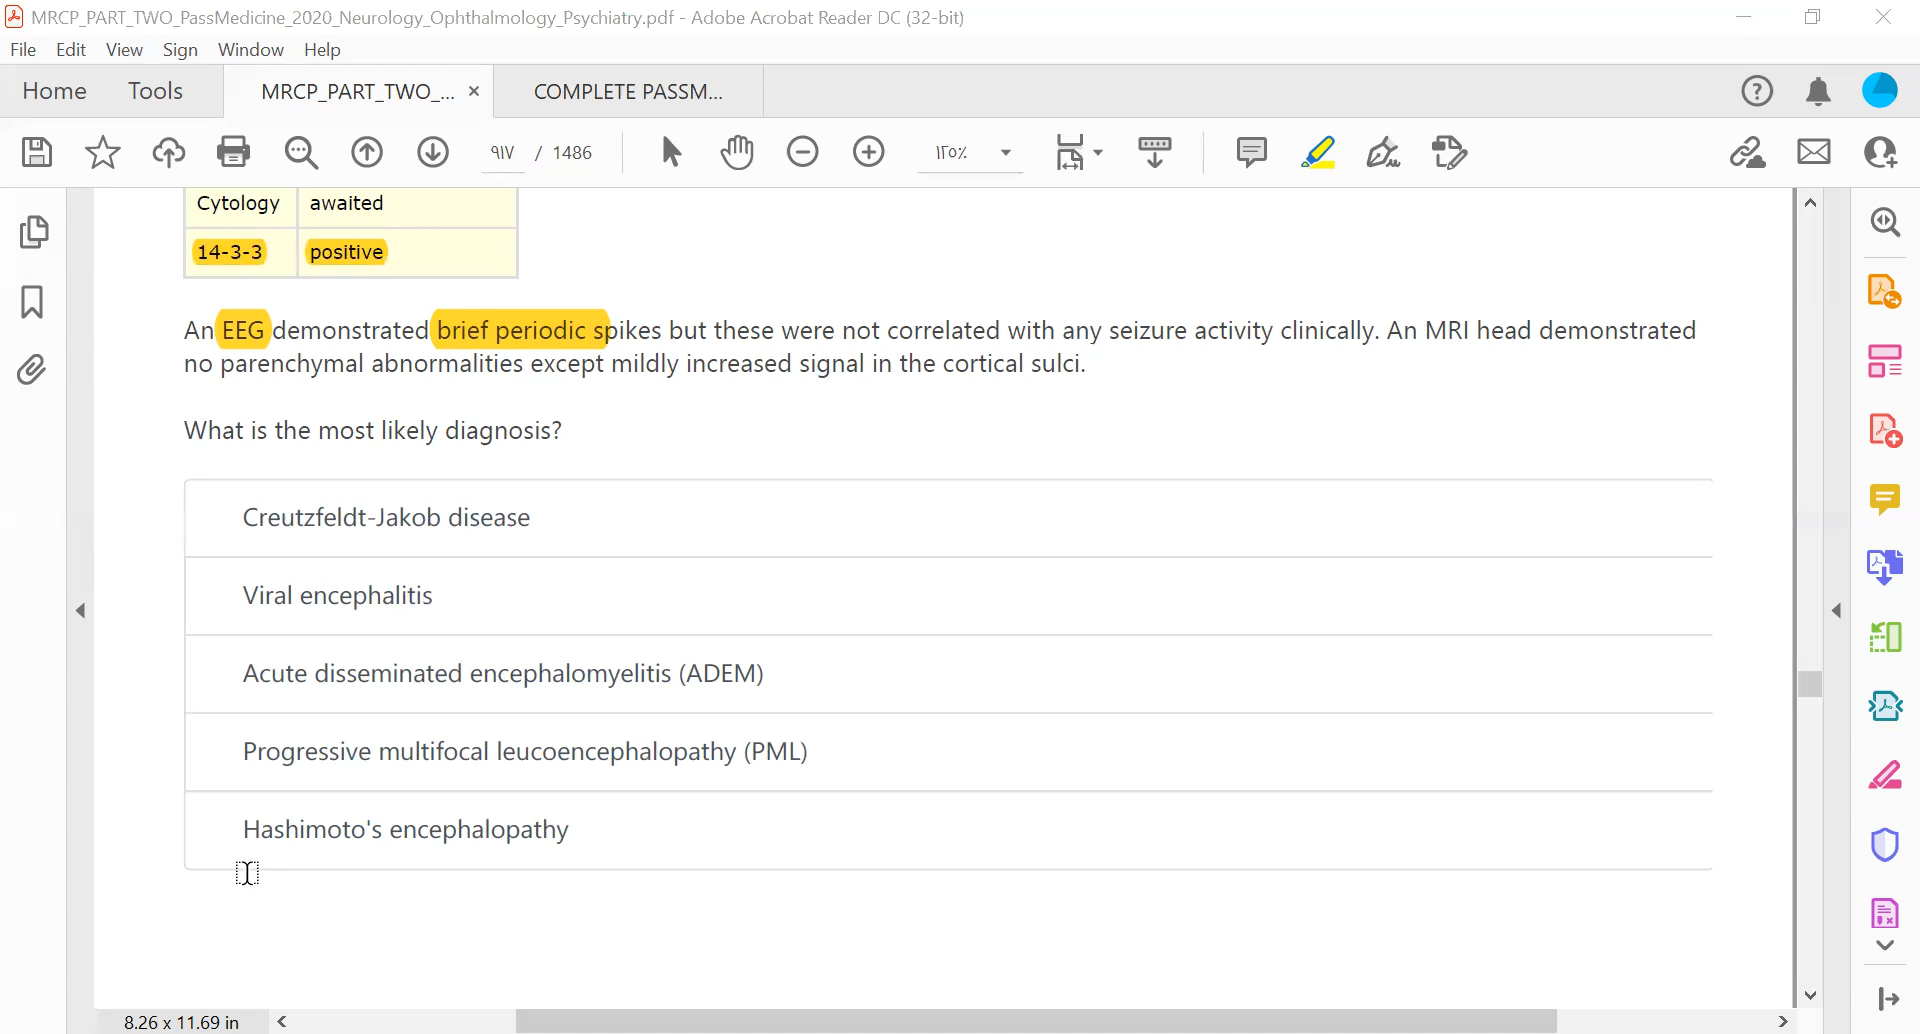 MRCP_PART_TWO_PassMedicine_2020_Neurology_Ophthalmology_Psychiatry.pdf - Adobe Acrobat Reader DC (32-bit)
File Edit View Sign Window Help
Home Tools MRCP_PART_TWO_... × COMPLETE PASSM...
٩١٧ / 1486 ١٢٥٪
Cytology awaited
14-3-3 positive
An EEG demonstrated brief periodic spikes but these were not correlated with any seizure activity clinically. An MRI head demonstrated
no parenchymal abnormalities except mildly increased signal in the cortical sulci.
What is the most likely diagnosis?
Creutzfeldt-Jakob disease
Viral encephalitis
Acute disseminated encephalomyelitis (ADEM)
Progressive multifocal leucoencephalopathy (PML)
Hashimoto's encephalopathy
8.26 x 11.69 in